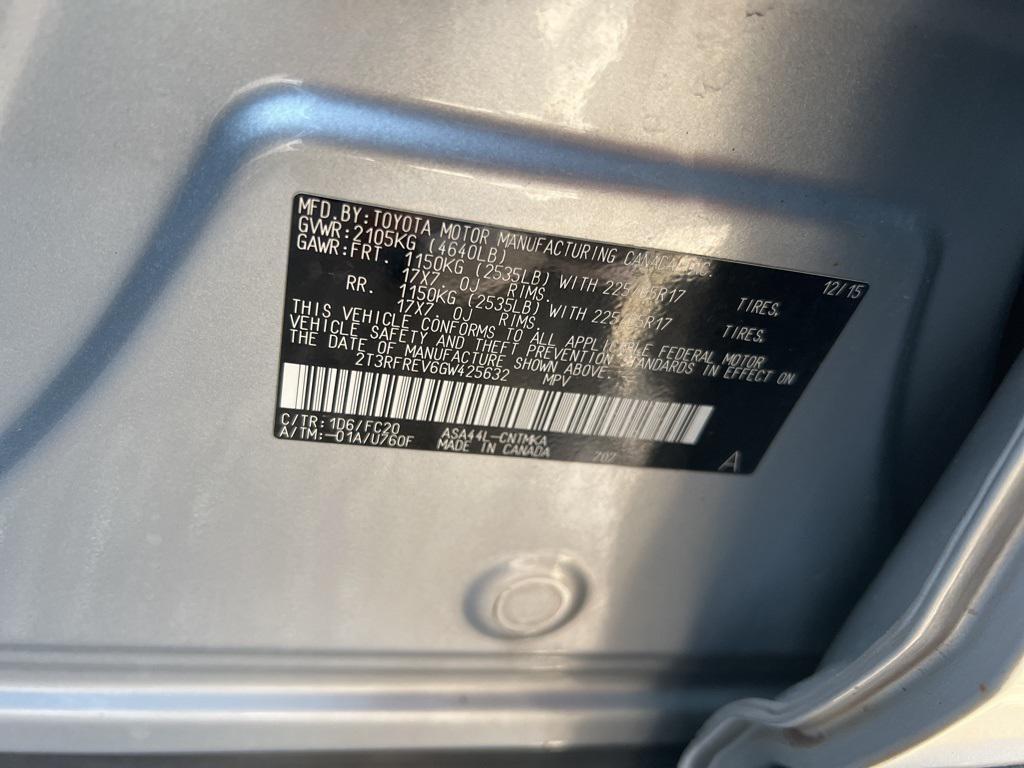 MFD. BY: TOYOTA MOTOR MANUFACTURING CANADA INC. 12/15
GVWR: 2105KG (4640LB)
GAWR: FRT. 1150KG (2535LB) WITH 225/65R17 TIRES.
17X7. 0J RIMS.
RR. 1150KG (2535LB) WITH 225/65R17 TIRES.
17X7. 0J RIMS.
THIS VEHICLE CONFORMS TO ALL APPLICABLE FEDERAL MOTOR
VEHICLE SAFETY AND THEFT PREVENTION STANDARDS IN EFFECT ON
THE DATE OF MANUFACTURE SHOWN ABOVE.
2T3RFREV6GW425632 MPV
C/TR: 1D6/FC20 ASA44L-CNTMKA
A/TM: -01A/U760F MADE IN CANADA 707 A